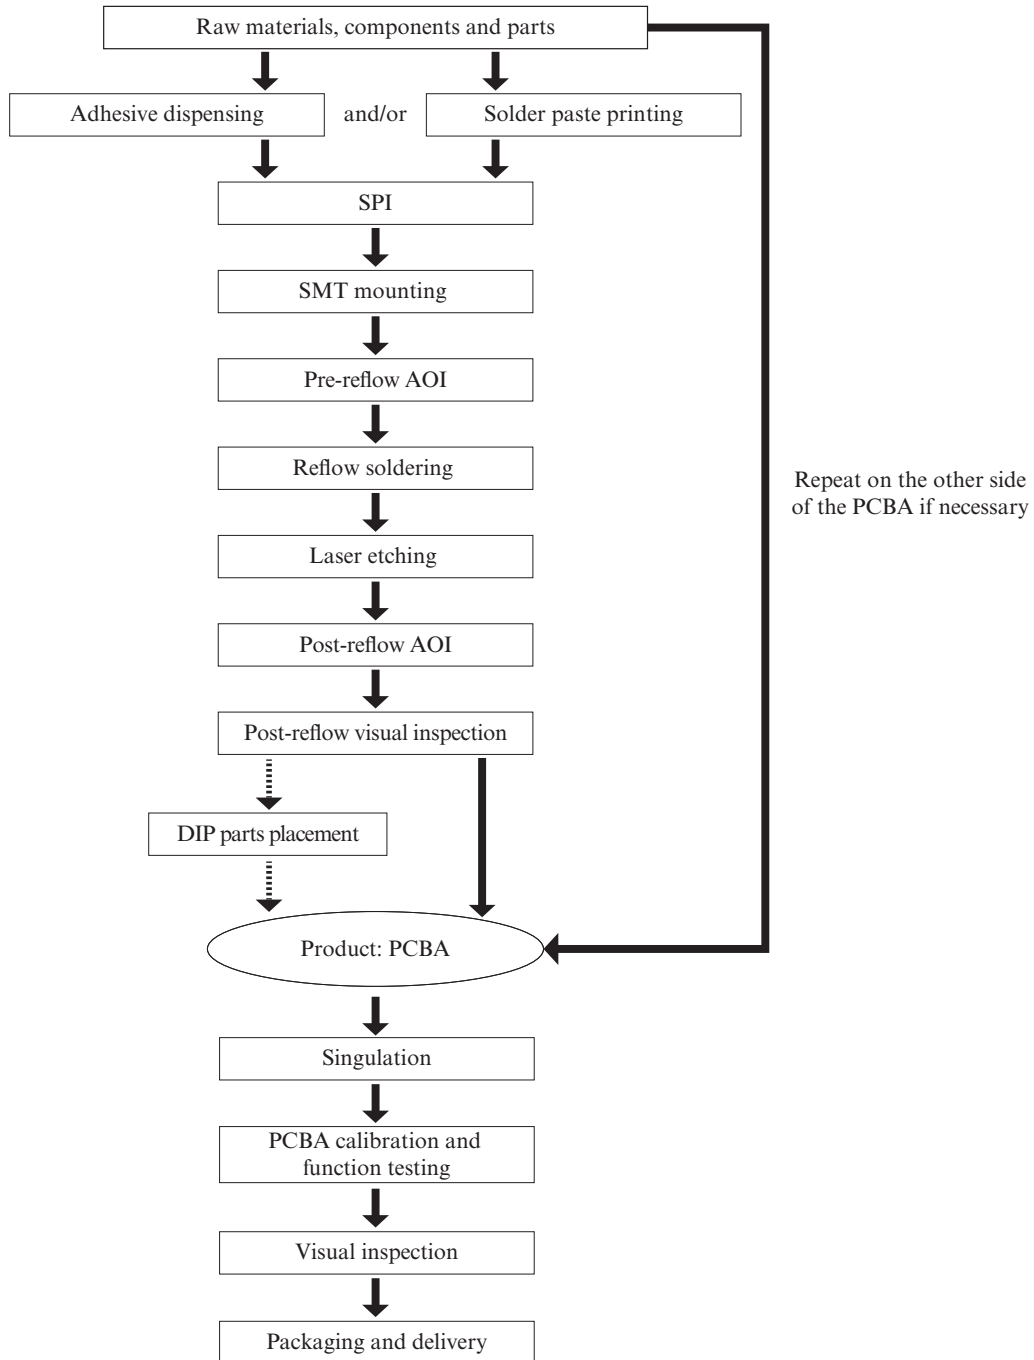 Raw materials, components and parts
Adhesive dispensing
and/or
Solder paste printing
SPI
SMT mounting
Pre-reflow AOI
Reflow soldering
Repeat on the other side
of the PCBA if necessary
Laser etching
Post-reflow AOI
Post-reflow visual inspection
DIP parts placement
Product: PCBA
Singulation
PCBA calibration and
function testing
Visual inspection
Packaging and delivery